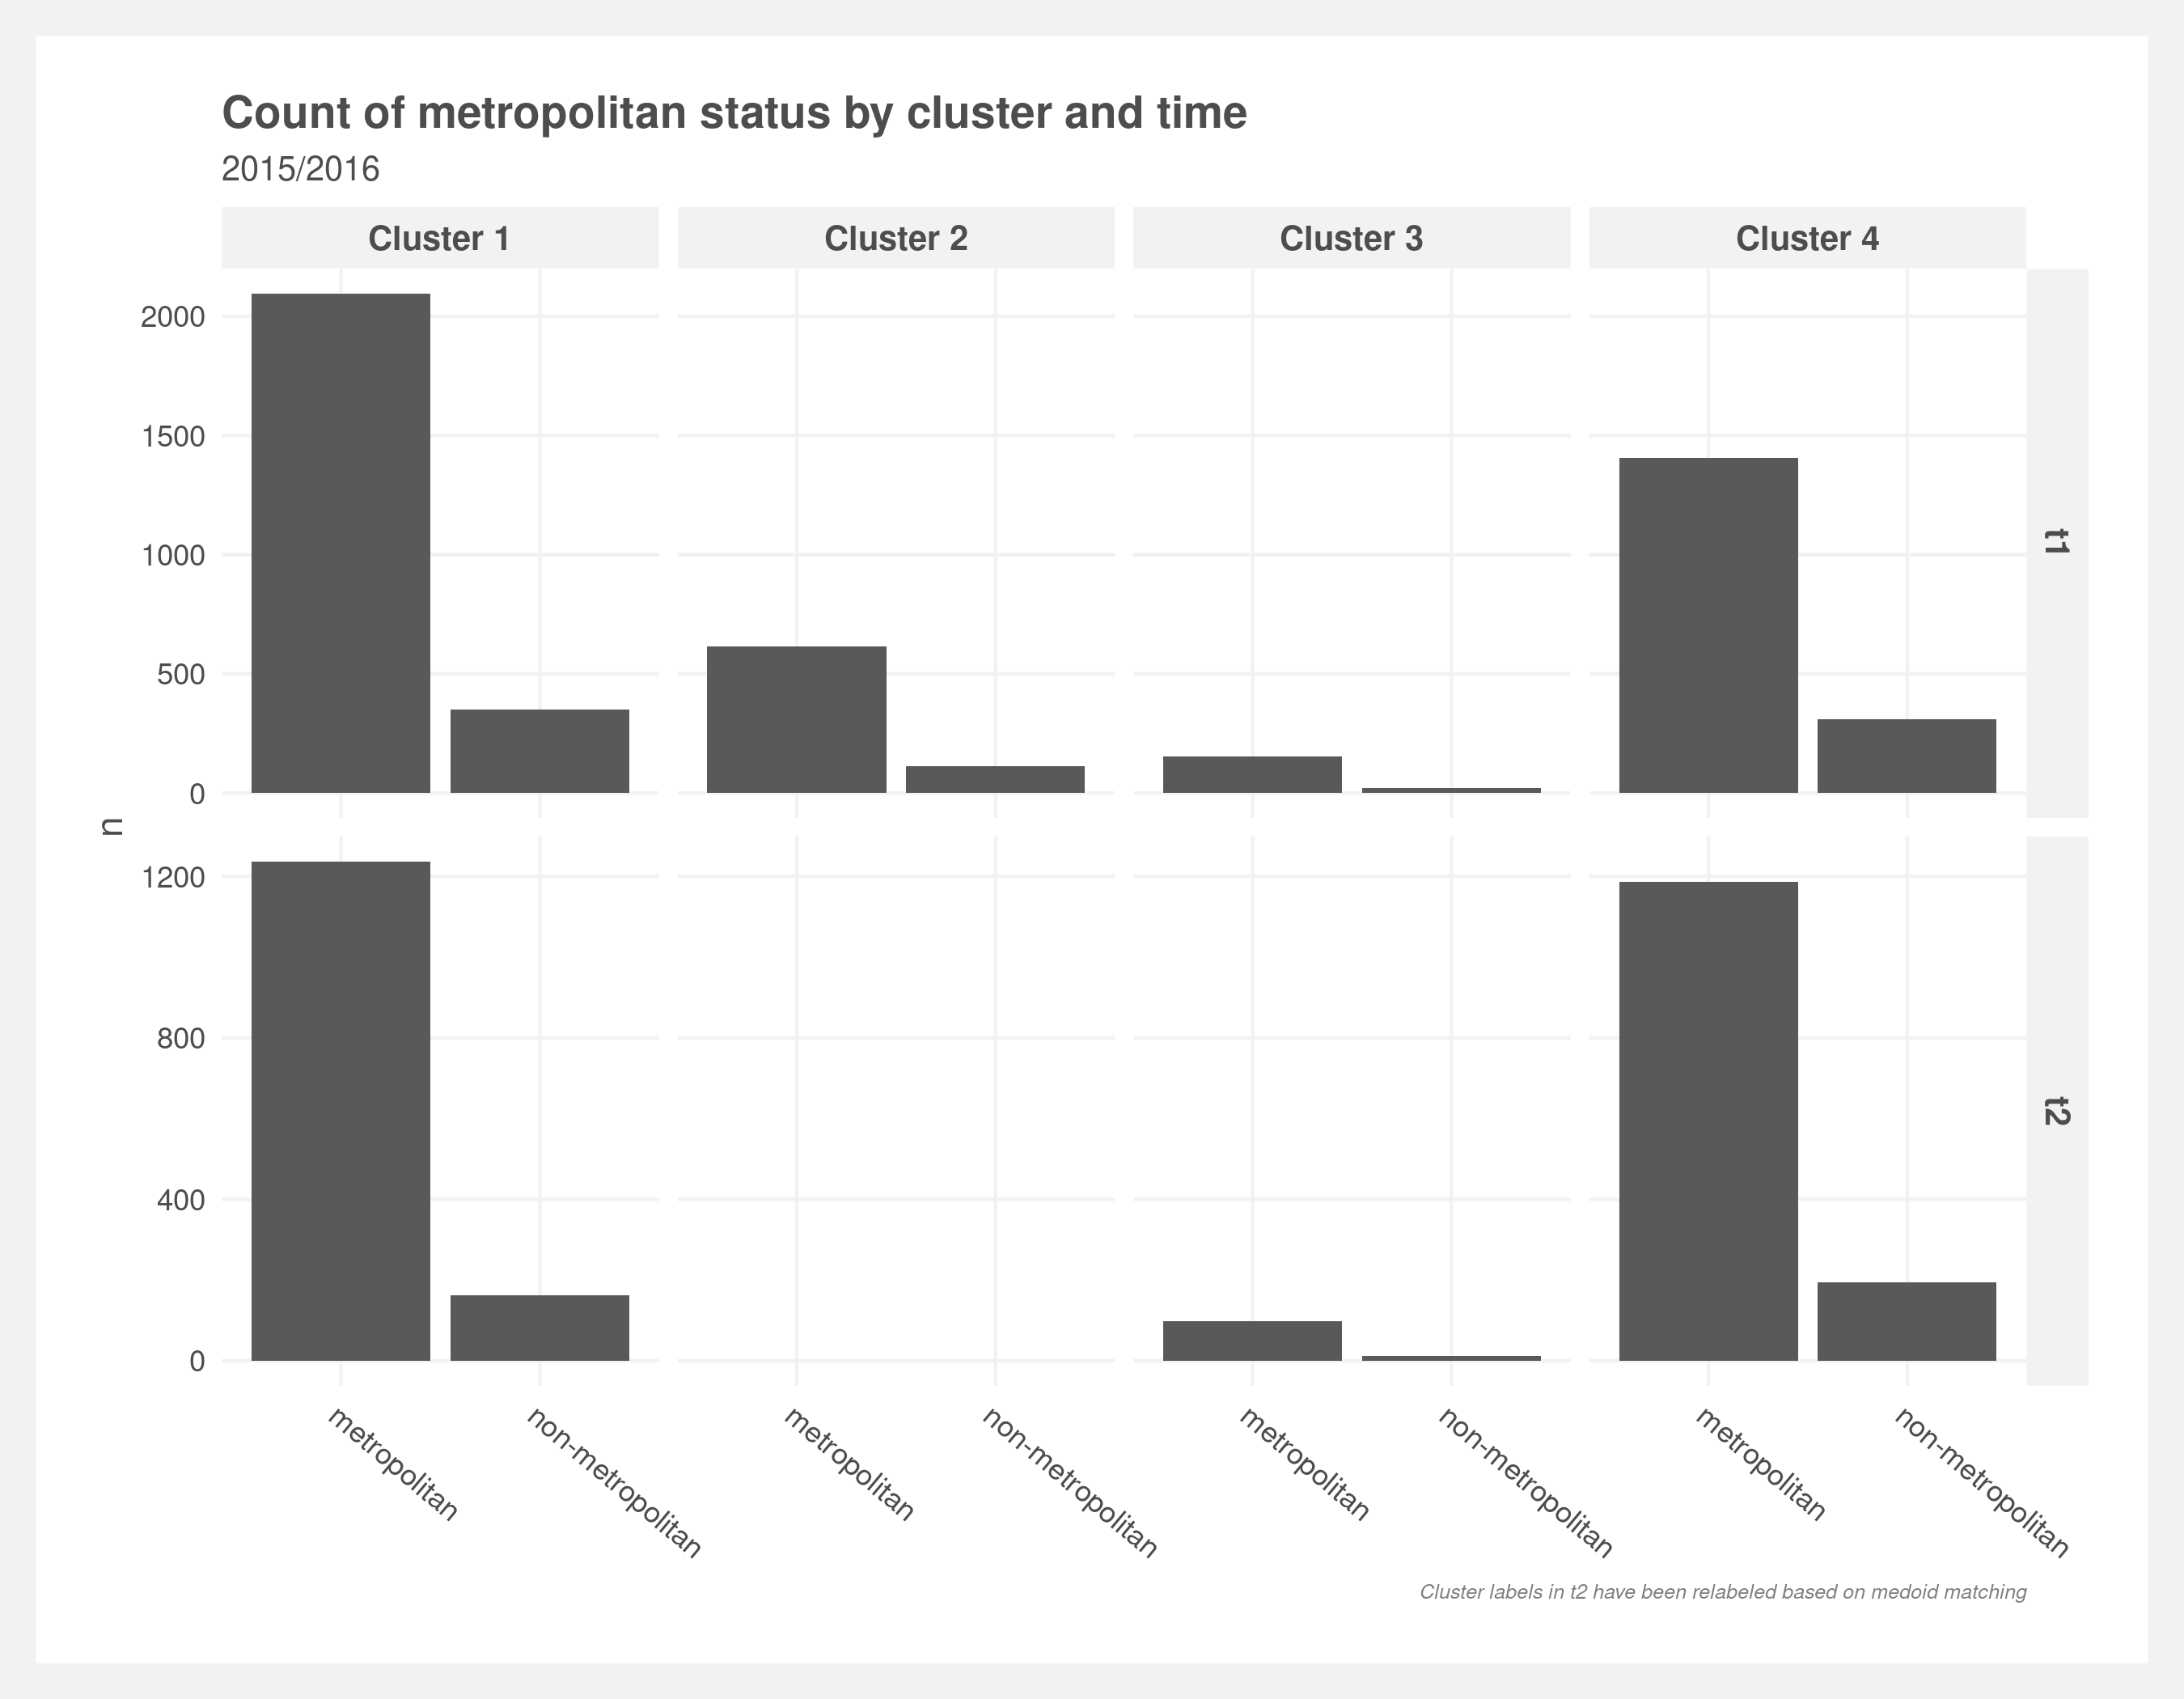 Count of metropolitan status by cluster and time
2015/2016
Cluster 1 Cluster 2 Cluster 3 Cluster 4
2000
1500
1000
500
0
t1
n
1200
800
400
0
t2
metropolitan non-metropolitan metropolitan non-metropolitan metropolitan non-metropolitan metropolitan non-metropolitan
Cluster labels in t2 have been relabeled based on medoid matching